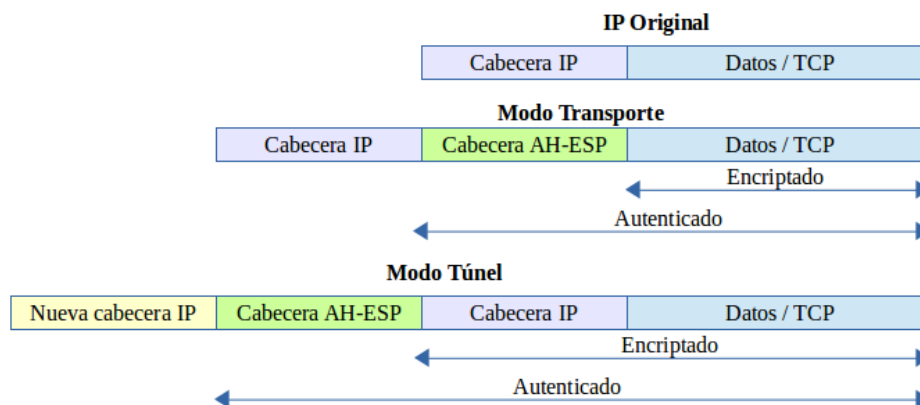 IP Original
Cabecera IP Datos / TCP
Modo Transporte
Cabecera IP Cabecera AH-ESP Datos / TCP
Encriptado
Autenticado
Modo Túnel
Nueva cabecera IP Cabecera AH-ESP Cabecera IP Datos / TCP
Encriptado
Autenticado